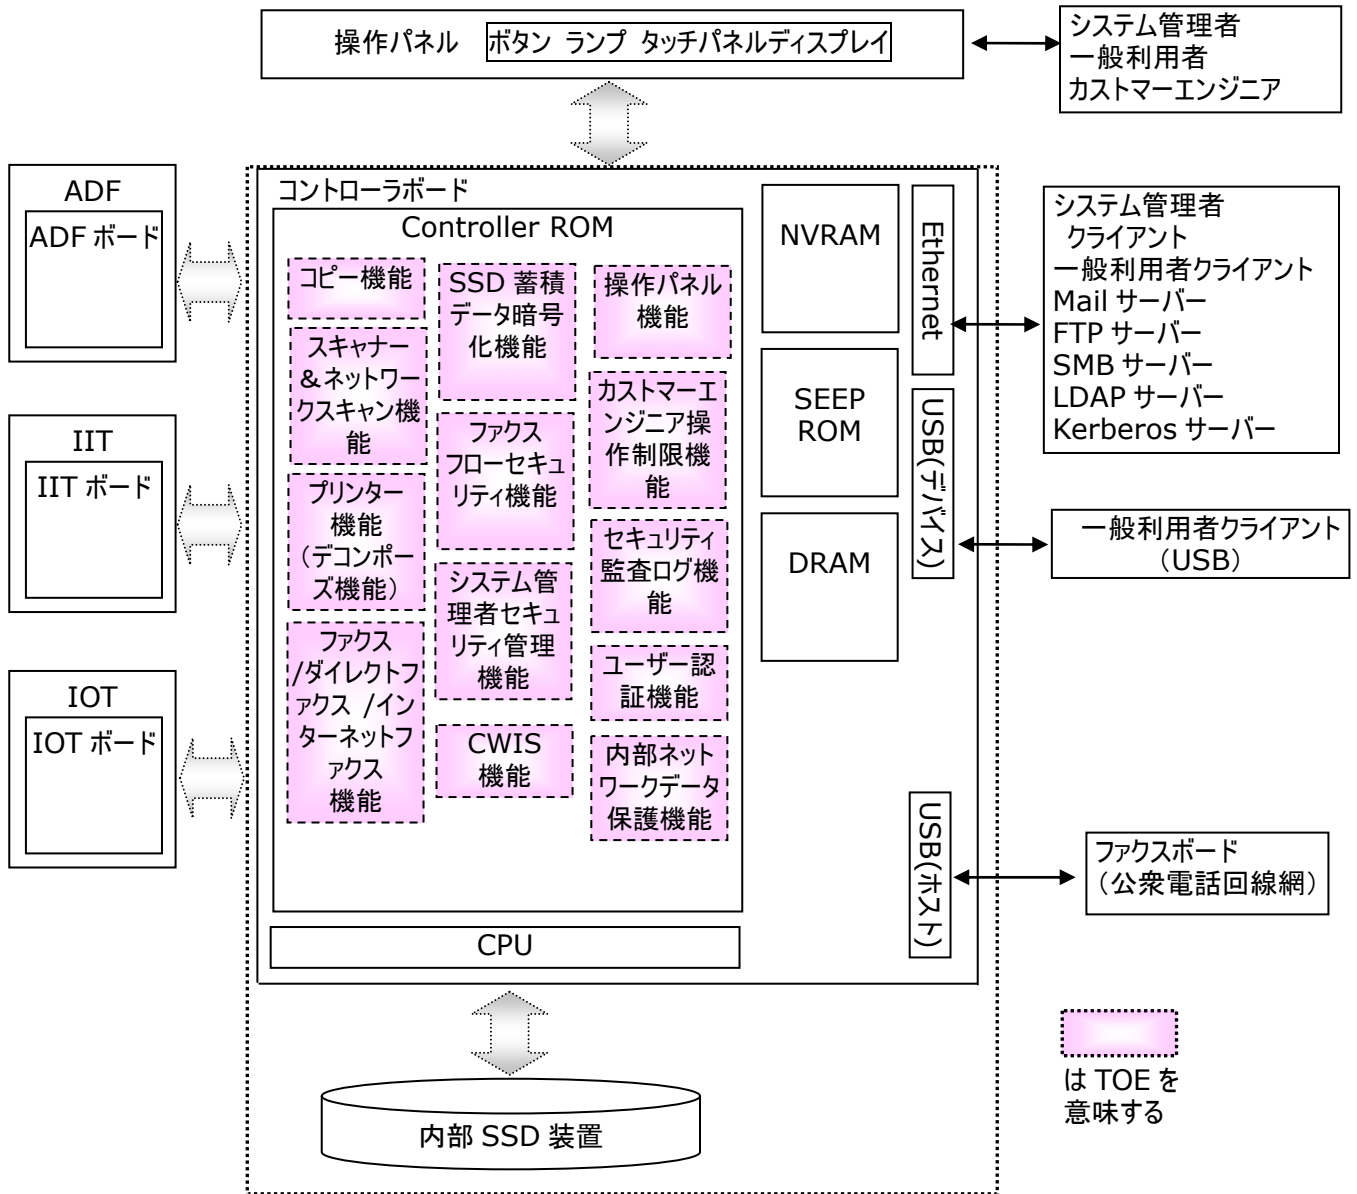 操作パネル ボタン ランプ タッチパネルディスプレイ
システム管理者
一般利用者
カストマーエンジニア
ADF
ADF ボード
IIT
IIT ボード
IOT
IOT ボード
コントローラボード
Controller ROM
コピー機能
スキャナー
&ネットワー
クスキャン機
能
プリンター
機能
(デコンポー
ズ機能)
ファクス
/ダイレクトフ
ァクス /イン
ターネットフ
ァクス
機能
SSD 蓄積
データ暗号
化機能
ファクス
フローセキュ
リティ機能
システム管
理者セキュ
リティ管理
機能
CWIS
機能
操作パネル
機能
カストマーエ
ンジニア操
作制限機
能
セキュリティ
監査ログ機
能
ユーザー認
証機能
内部ネット
ワークデータ
保護機能
CPU
NVRAM
SEEP
ROM
DRAM
Ethernet
USB(デバイス)
USB(ホスト)
システム管理者
クライアント
一般利用者クライアント
Mail サーバー
FTP サーバー
SMB サーバー
LDAP サーバー
Kerberos サーバー
一般利用者クライアント
(USB)
ファクスボード
(公衆電話回線網)
内部 SSD 装置
は TOE を
意味する